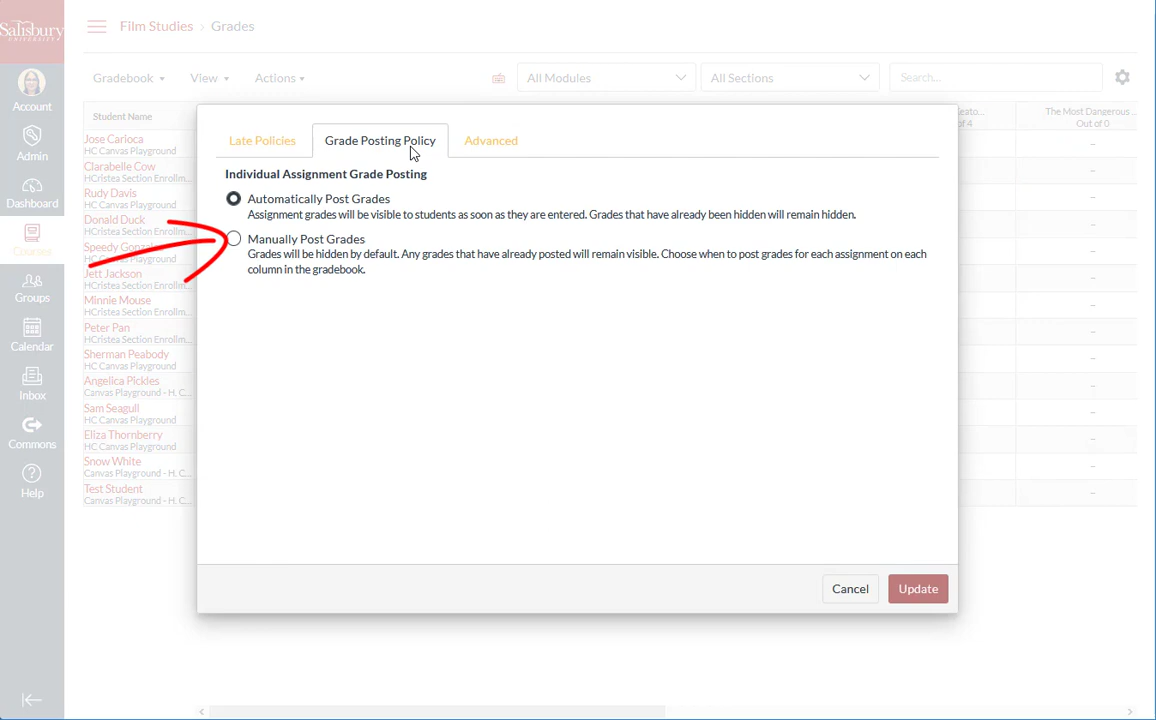 Salisbury
UNIVERSITY
Film Studies › Grades
Account
Admin
Dashboard
Courses
Groups
Calendar
Inbox
Commons
Help
Gradebook
View
Actions
All Modules
All Sections
Search...
Student Name
Jose Carioca
HC Canvas Playground
Clarabelle Cow
HCristea Section Enrollm...
Rudy Davis
HC Canvas Playground
Donald Duck
HCristea Section Enrollm...
Speedy Gonzales
HC Canvas Playground
Jett Jackson
HCristea Section Enrollm...
Minnie Mouse
HCristea Section Enrollm...
Peter Pan
HCristea Section Enrollm...
Sherman Peabody
HC Canvas Playground
Angelica Pickles
Canvas Playground - H. C...
Sam Seagull
HC Canvas Playground
Eliza Thornberry
HC Canvas Playground
Snow White
Canvas Playground - H. C...
Test Student
Canvas Playground - H. C...
The Most Dangerous ...
Out of 0
of 4
Late Policies
Grade Posting Policy
Advanced
Individual Assignment Grade Posting
Automatically Post Grades
Assignment grades will be visible to students as soon as they are entered. Grades that have already been hidden will remain hidden.
Manually Post Grades
Grades will be hidden by default. Any grades that have already posted will remain visible. Choose when to post grades for each assignment on each
column in the gradebook.
Cancel
Update